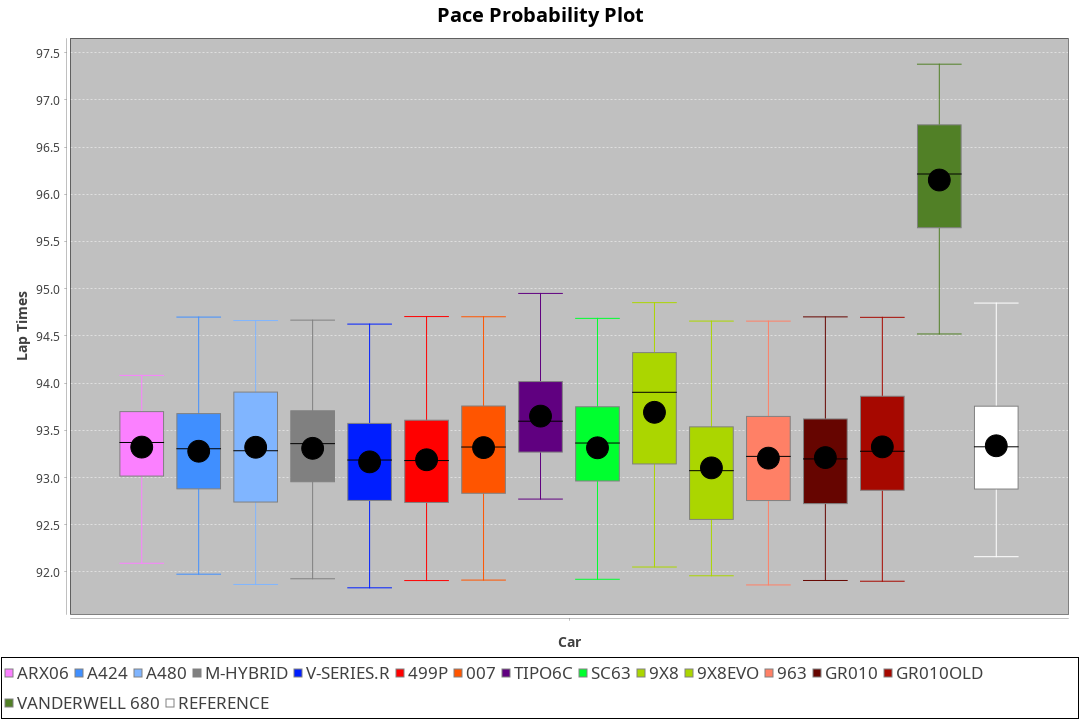 Pace Probability Plot
97.5
97.0
96.5
96.0
95.5
95.0
94.5
94.0
93.5
93.0
92.5
92.0
Lap Times
Car
ARX06 A424 A480 M-HYBRID V-SERIES.R 499P 007 TIPO6C SC63 9X8 9X8EVO 963 GR010 GR010OLD
VANDERWELL 680 REFERENCE